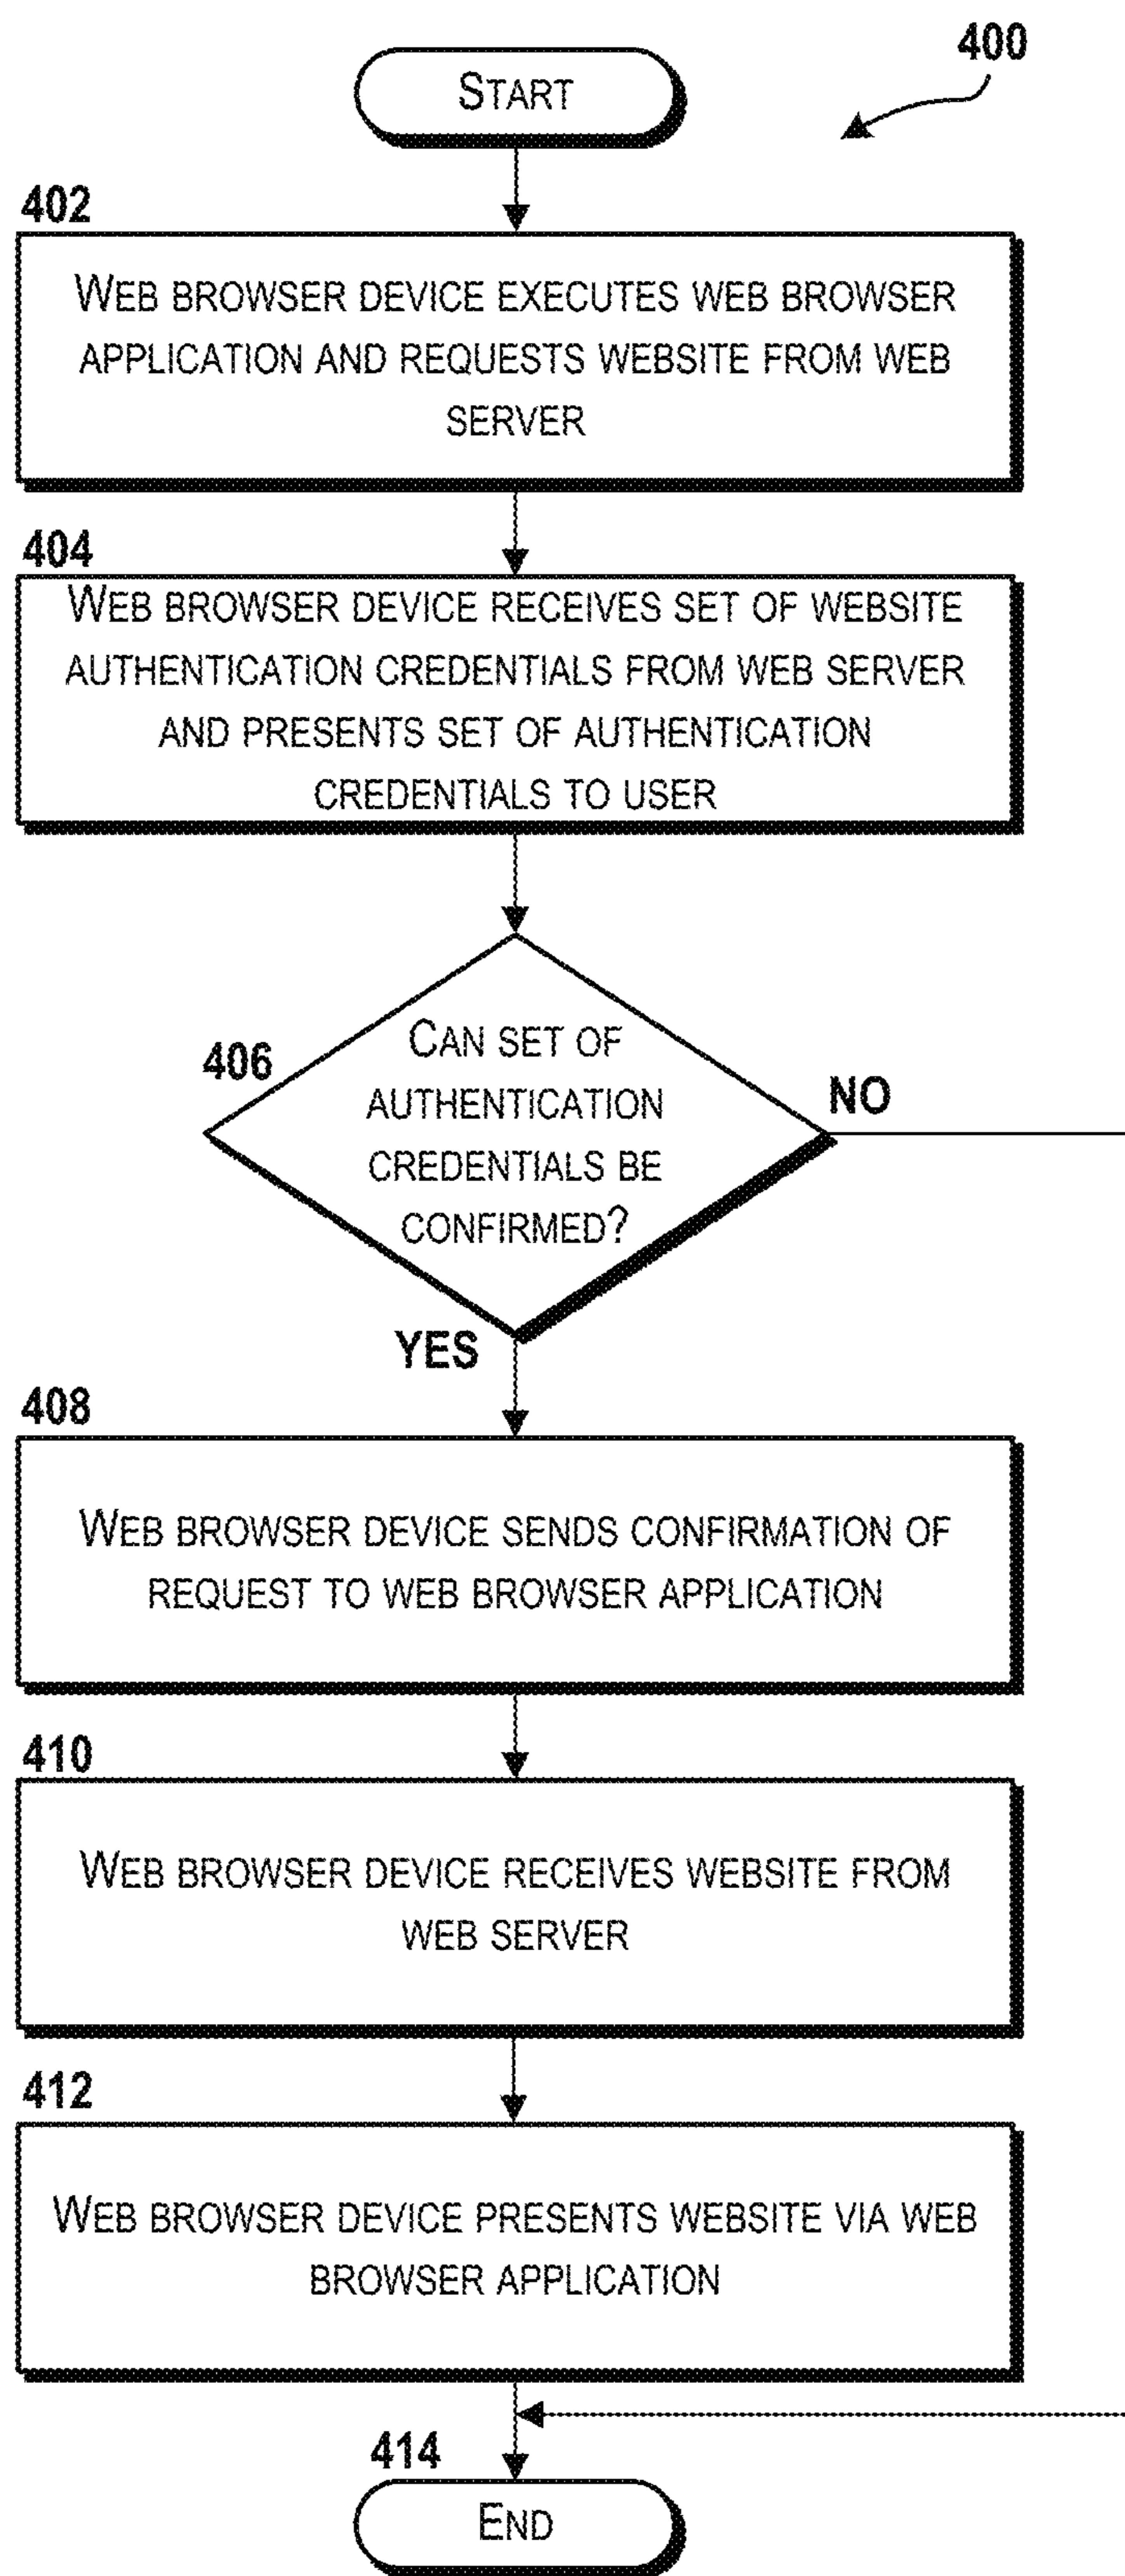 400
START
402
WEB BROWSER DEVICE EXECUTES WEB BROWSER
APPLICATION AND REQUESTS WEBSITE FROM WEB
SERVER
404
WEB BROWSER DEVICE RECEIVES SET OF WEBSITE
AUTHENTICATION CREDENTIALS FROM WEB SERVER
AND PRESENTS SET OF AUTHENTICATION
CREDENTIALS TO USER
406
CAN SET OF
AUTHENTICATION
CREDENTIALS BE
CONFIRMED?
NO
YES
408
WEB BROWSER DEVICE SENDS CONFIRMATION OF
REQUEST TO WEB BROWSER APPLICATION
410
WEB BROWSER DEVICE RECEIVES WEBSITE FROM
WEB SERVER
412
WEB BROWSER DEVICE PRESENTS WEBSITE VIA WEB
BROWSER APPLICATION
414
END